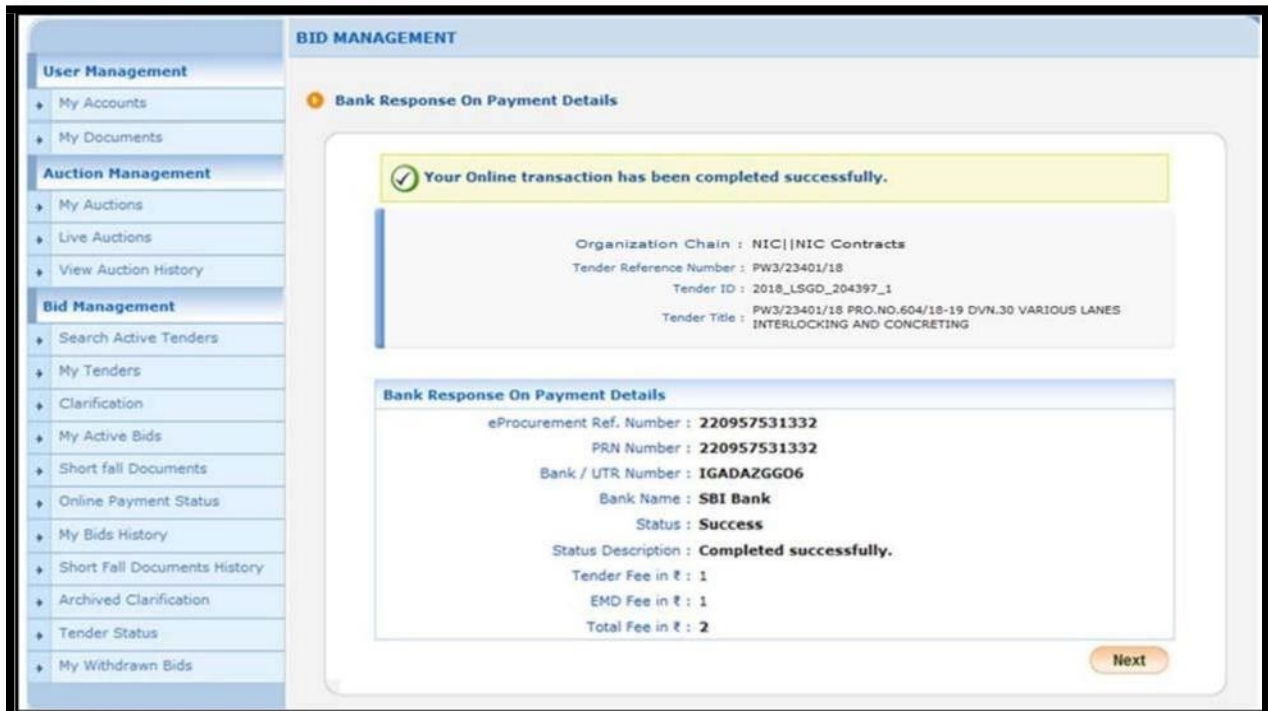 BID MANAGEMENT
User Management
My Accounts
My Documents
Auction Management
My Auctions
Live Auctions
View Auction History
Bid Management
Search Active Tenders
My Tenders
Clarification
My Active Bids
Short fall Documents
Online Payment Status
My Bids History
Short Fall Documents History
Archived Clarification
Tender Status
My Withdrawn Bids
Bank Response On Payment Details
Your Online transaction has been completed successfully.
Organization Chain : NIC||NIC Contracts
Tender Reference Number : PW3/23401/18
Tender ID : 2018_LSGD_204397_1
Tender Title : PW3/23401/18 PRO.NO.604/18-19 DVN.30 VARIOUS LANES
INTERLOCKING AND CONCRETING
Bank Response On Payment Details
eProcurement Ref. Number : 220957531332
PRN Number : 220957531332
Bank / UTR Number : IGADAZGGO6
Bank Name : SBI Bank
Status : Success
Status Description : Completed successfully.
Tender Fee in ₹ : 1
EMD Fee in ₹ : 1
Total Fee in ₹ : 2
Next